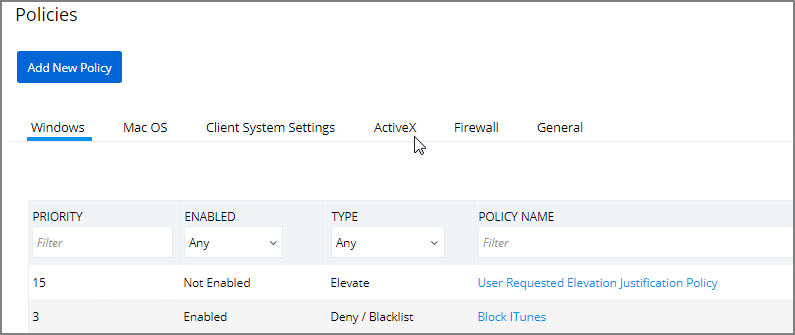 Policies
Add New Policy
Windows Mac OS Client System Settings ActiveX Firewall General
PRIORITY ENABLED TYPE POLICY NAME
Filter Any Any Filter
15 Not Enabled Elevate User Requested Elevation Justification Policy
3 Enabled Deny / Blacklist Block ITunes